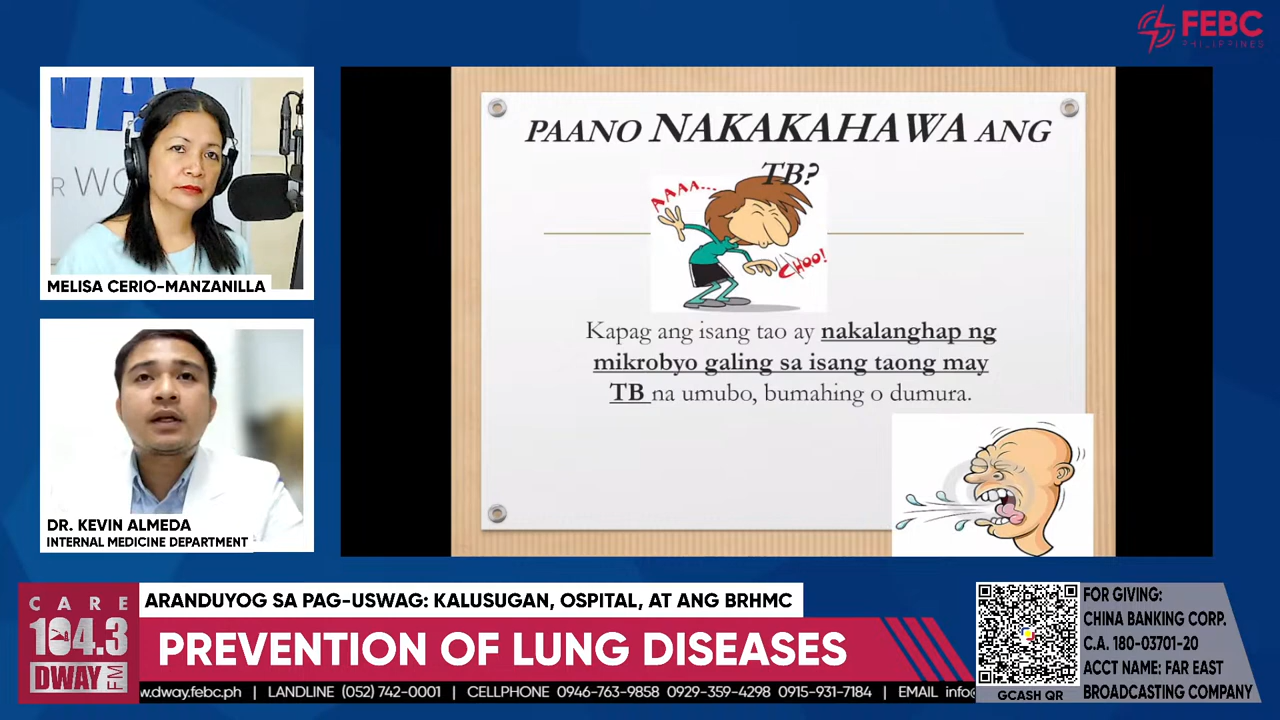 FEBC
PHILIPPINES
WAY
R WO
MELISA CERIO-MANZANILLA
DR. KEVIN ALMEDA
INTERNAL MEDICINE DEPARTMENT
PAANO NAKAKAHAWA ANG
TB?
AAAA...
CHOO!
Kapag ang isang tao ay nakalanghap ng
mikrobyo galing sa isang taong may
TB na umubo, bumahing o dumura.
CARE
104.3
DWAY FM
ARANDUYOG SA PAG-USWAG: KALUSUGAN, OSPITAL, AT ANG BRHMC
PREVENTION OF LUNG DISEASES
w.dway.febc.ph | LANDLINE (052) 742-0001 | CELLPHONE 0946-763-9858 0929-359-4298 0915-931-7184 | EMAIL info
GCASH QR
FOR GIVING:
CHINA BANKING CORP.
C.A. 180-03701-20
ACCT NAME: FAR EAST
BROADCASTING COMPANY